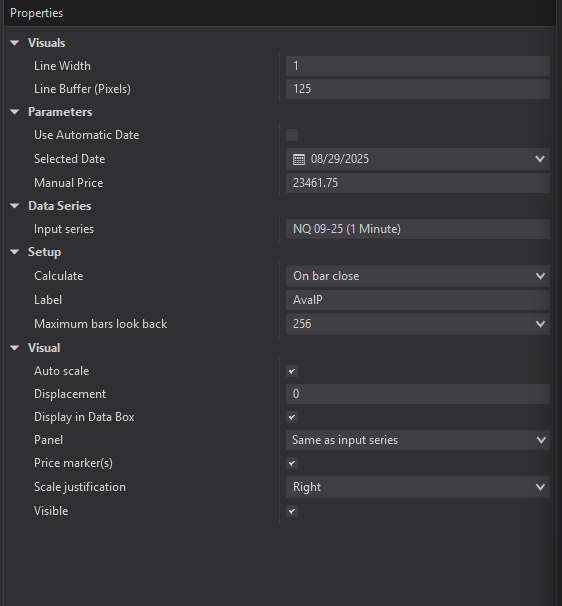 Properties
Visuals
Line Width 1
Line Buffer (Pixels) 125
Parameters
Use Automatic Date
Selected Date 08/29/2025
Manual Price 23461.75
Data Series
Input series NQ 09-25 (1 Minute)
Setup
Calculate On bar close
Label AvalP
Maximum bars look back 256
Visual
Auto scale
Displacement 0
Display in Data Box
Panel Same as input series
Price marker(s)
Scale justification Right
Visible